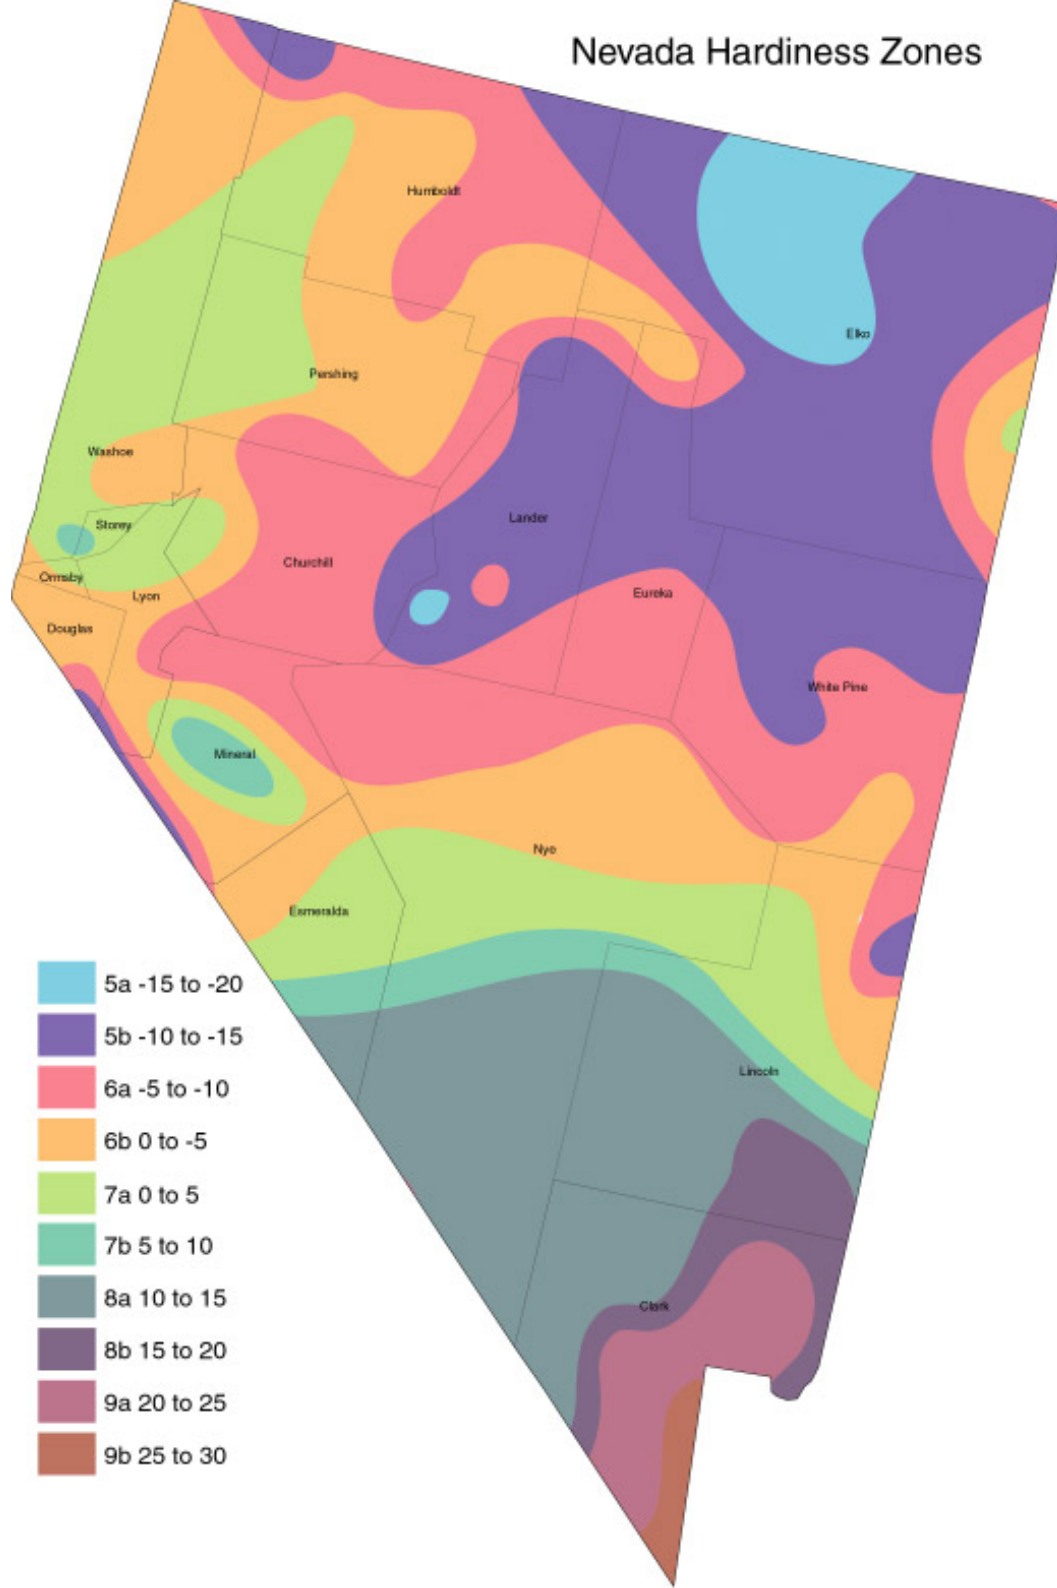 Nevada Hardiness Zones
Humboldt
Elko
Pershing
Washoe
Lander
Storey
Churchill
Ormsby
Eureka
Lyon
Douglas
White Pine
Mineral
Nye
Esmeralda
5a -15 to -20
5b -10 to -15
Lincoln
6a -5 to -10
6b 0 to -5
7a 0 to 5
7b 5 to 10
8a 10 to 15
Clark
8b 15 to 20
9a 20 to 25
9b 25 to 30